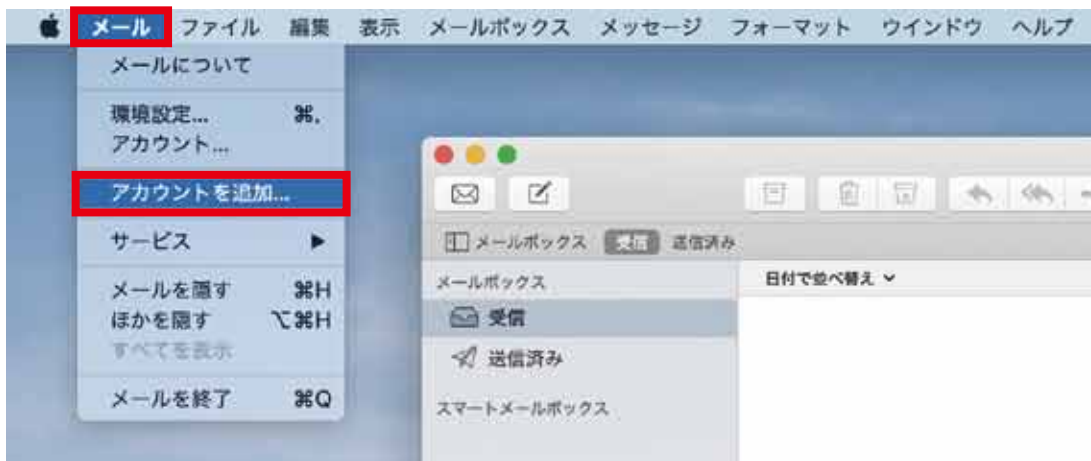 メール ファイル 編集 表示 メールボックス メッセージ フォーマット ウインドウ ヘルプ
メールについて
環境設定... ⌘,
アカウント...
アカウントを追加...
サービス ▶
メールを隠す ⌘H
ほかを隠す ⌥⌘H
すべてを表示
メールを終了 ⌘Q
メールボックス 受信 送信済み
メールボックス
受信
送信済み
スマートメールボックス
日付で並べ替え